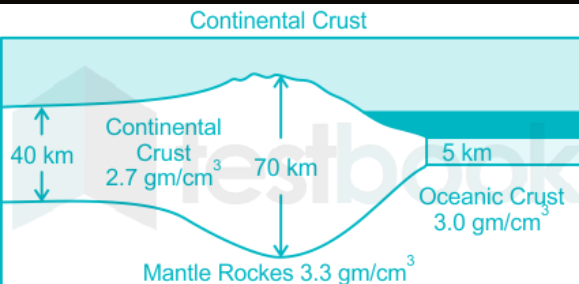 Continental Crust
Continental
Crust
2.7 gm/cm³
40 km
70 km
5 km
Oceanic Crust
3.0 gm/cm³
Mantle Rockes 3.3 gm/cm³
testbook